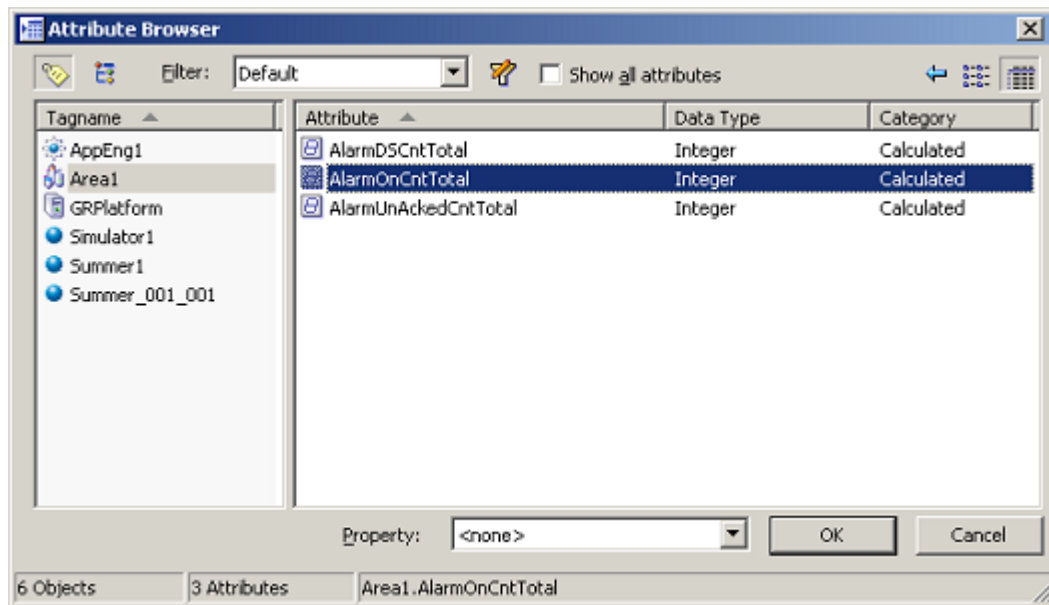 Attribute Browser
Filter: Default Show all attributes
Tagname Attribute Data Type Category
AppEng1 AlarmDSCntTotal Integer Calculated
Area1 AlarmOnCntTotal Integer Calculated
GRPlatform AlarmUnAckedCntTotal Integer Calculated
Simulator1
Summer1
Summer_001_001
Property: <none> OK Cancel
6 Objects 3 Attributes Area1.AlarmOnCntTotal